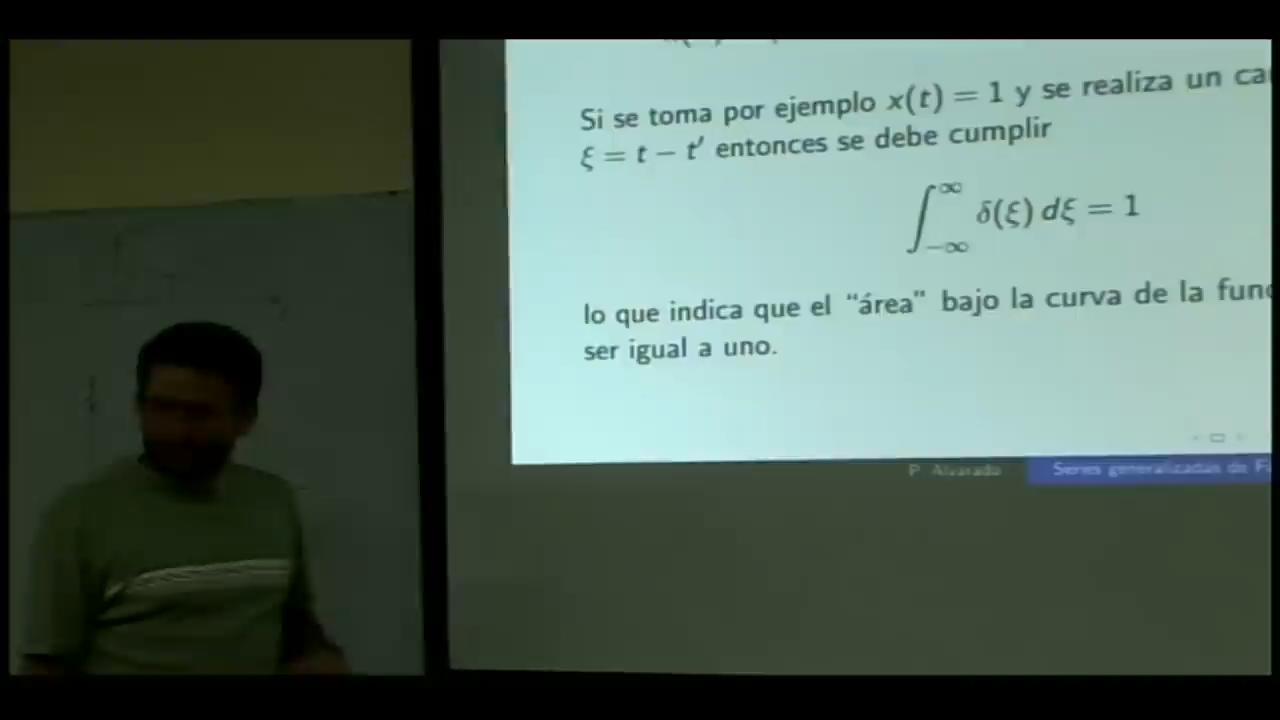 Si se toma por ejemplo x(t) = 1 y se realiza un
ξ = t − t′ entonces se debe cumplir
∫_{−∞}^{∞} δ(ξ) dξ = 1
lo que indica que el “área” bajo la curva de la
ser igual a uno.
P. Alvarado Series generalizadas de